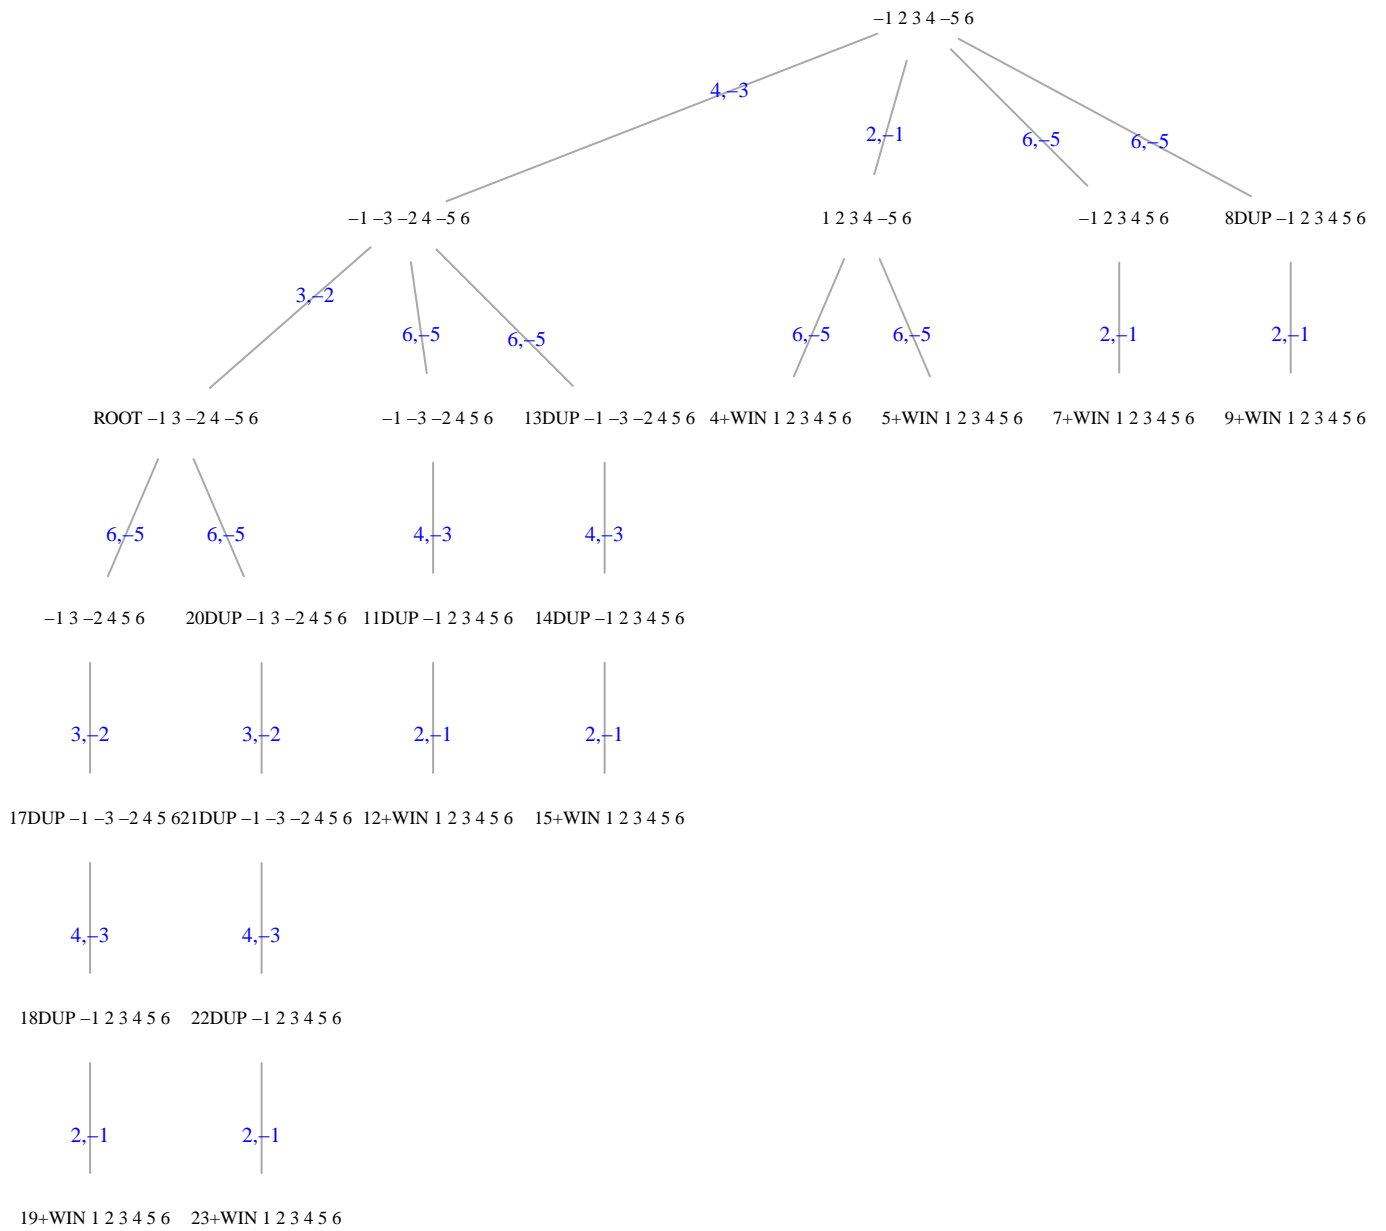 –1 2 3 4 –5 6
4,–3
2,–1
6,–5
6,–5
–1 –3 –2 4 –5 6
1 2 3 4 –5 6
–1 2 3 4 5 6
8DUP –1 2 3 4 5 6
3,–2
6,–5
6,–5
6,–5
6,–5
2,–1
2,–1
ROOT –1 3 –2 4 –5 6
–1 –3 –2 4 5 6
13DUP –1 –3 –2 4 5 6
4+WIN 1 2 3 4 5 6
5+WIN 1 2 3 4 5 6
7+WIN 1 2 3 4 5 6
9+WIN 1 2 3 4 5 6
6,–5
6,–5
4,–3
4,–3
–1 3 –2 4 5 6
20DUP –1 3 –2 4 5 6
11DUP –1 2 3 4 5 6
14DUP –1 2 3 4 5 6
3,–2
3,–2
2,–1
2,–1
17DUP –1 –3 –2 4 5 6
21DUP –1 –3 –2 4 5 6
12+WIN 1 2 3 4 5 6
15+WIN 1 2 3 4 5 6
4,–3
4,–3
18DUP –1 2 3 4 5 6
22DUP –1 2 3 4 5 6
2,–1
2,–1
19+WIN 1 2 3 4 5 6
23+WIN 1 2 3 4 5 6